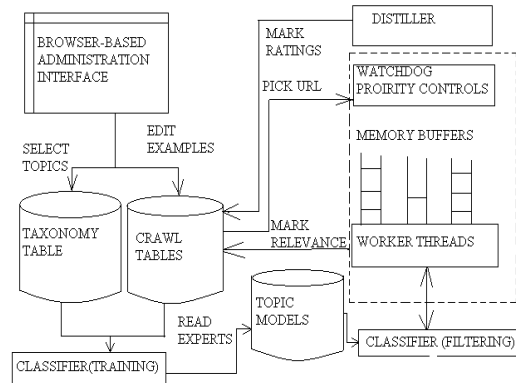 BROWSER-BASED
ADMINISTRATION
INTERFACE
DISTILLER
MARK
RATINGS
WATCHDOG
PROIRITY CONTROLS
PICK URL
MEMORY BUFFERS
SELECT
TOPICS
EDIT
EXAMPLES
TAXONOMY
TABLE
CRAWL
TABLES
MARK
RELEVANCE
WORKER THREADS
READ
EXPERTS
TOPIC
MODELS
CLASSIFIER(TRAINING)
CLASSIFIER (FILTERING)